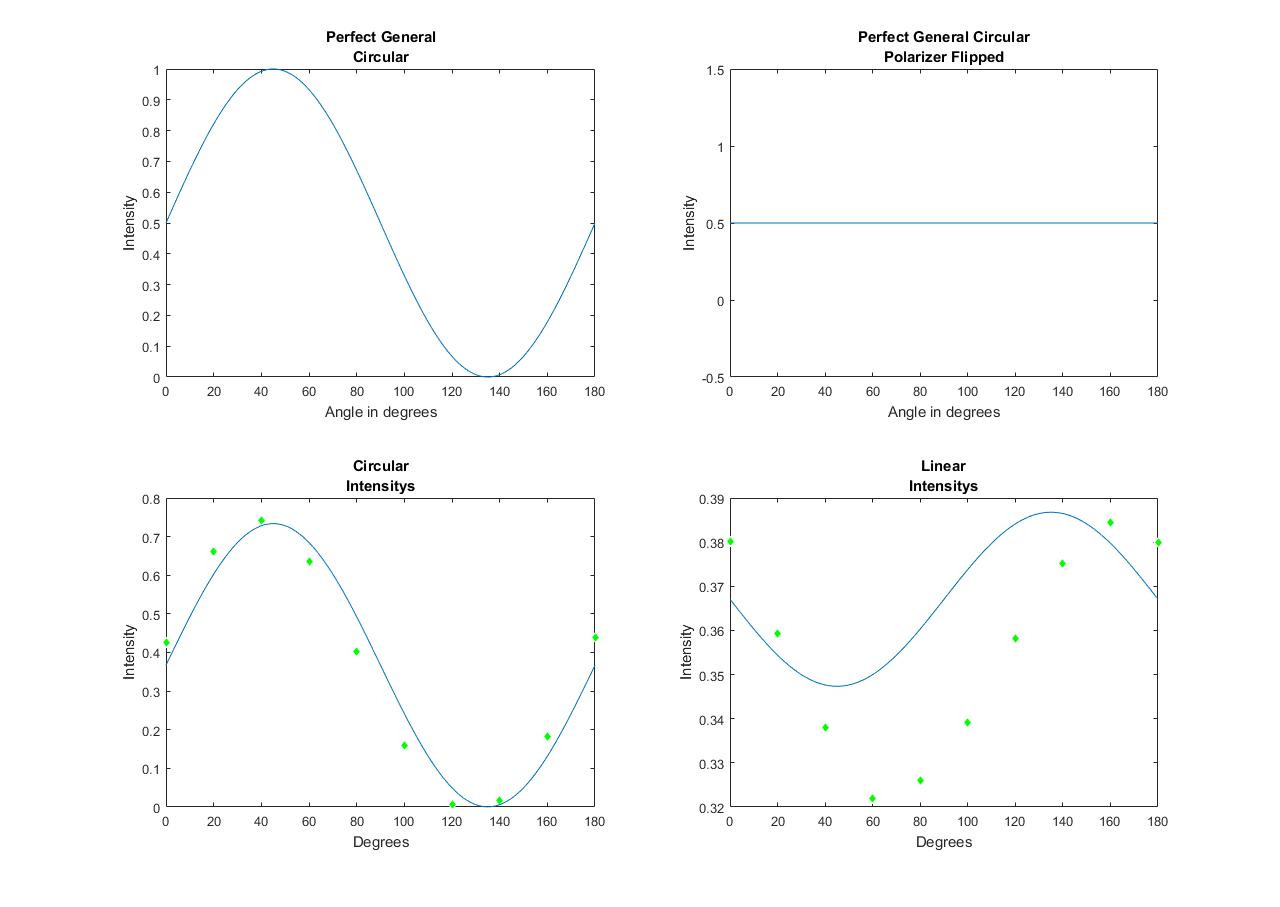 Perfect General
Circular
1
0.9
0.8
0.7
0.6
0.5
0.4
0.3
0.2
0.1
0
Intensity
0 20 40 60 80 100 120 140 160 180
Angle in degrees
Perfect General Circular
Polarizer Flipped
1.5
1
0.5
0
-0.5
Intensity
0 20 40 60 80 100 120 140 160 180
Angle in degrees
Circular
Intensitys
0.8
0.7
0.6
0.5
0.4
0.3
0.2
0.1
0
Intensity
0 20 40 60 80 100 120 140 160 180
Degrees
Linear
Intensitys
0.39
0.38
0.37
0.36
0.35
0.34
0.33
0.32
Intensity
0 20 40 60 80 100 120 140 160 180
Degrees